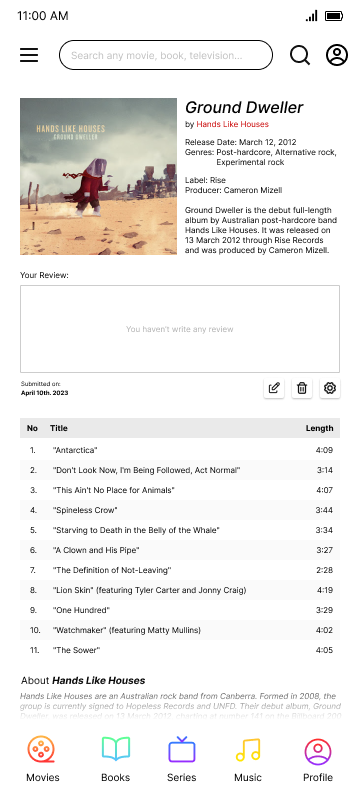 11:00 AM
Search any movie, book, television...
HANDS LIKE HOUSES
GROUND DWELLER
Ground Dweller
by Hands Like Houses
Release Date: March 12, 2012
Genres: Post-hardcore, Alternative rock,
Experimental rock
Label: Rise
Producer: Cameron Mizell
Ground Dweller is the debut full-length
album by Australian post-hardcore band
Hands Like Houses. It was released on
13 March 2012 through Rise Records
and was produced by Cameron Mizell.
Your Review:
You haven't write any review
Submitted on:
April 10th. 2023
No Title Length
1. "Antarctica" 4:09
2. "Don't Look Now, I'm Being Followed, Act Normal" 3:14
3. "This Ain't No Place for Animals" 4:07
4. "Spineless Crow" 3:44
5. "Starving to Death in the Belly of the Whale" 3:34
6. "A Clown and His Pipe" 3:27
7. "The Definition of Not-Leaving" 2:28
8. "Lion Skin" (featuring Tyler Carter and Jonny Craig) 4:19
9. "One Hundred" 3:29
10. "Watchmaker" (featuring Matty Mullins) 4:02
11. "The Sower" 4:05
About Hands Like Houses
Hands Like Houses are an Australian rock band from Canberra. Formed in 2008, the
group is currently signed to Hopeless Records and UNFD. Their debut album, Ground
Dweller, was released on 13 March 2012, charting at number 141 on the Billboard 200
Movies Books Series Music Profile